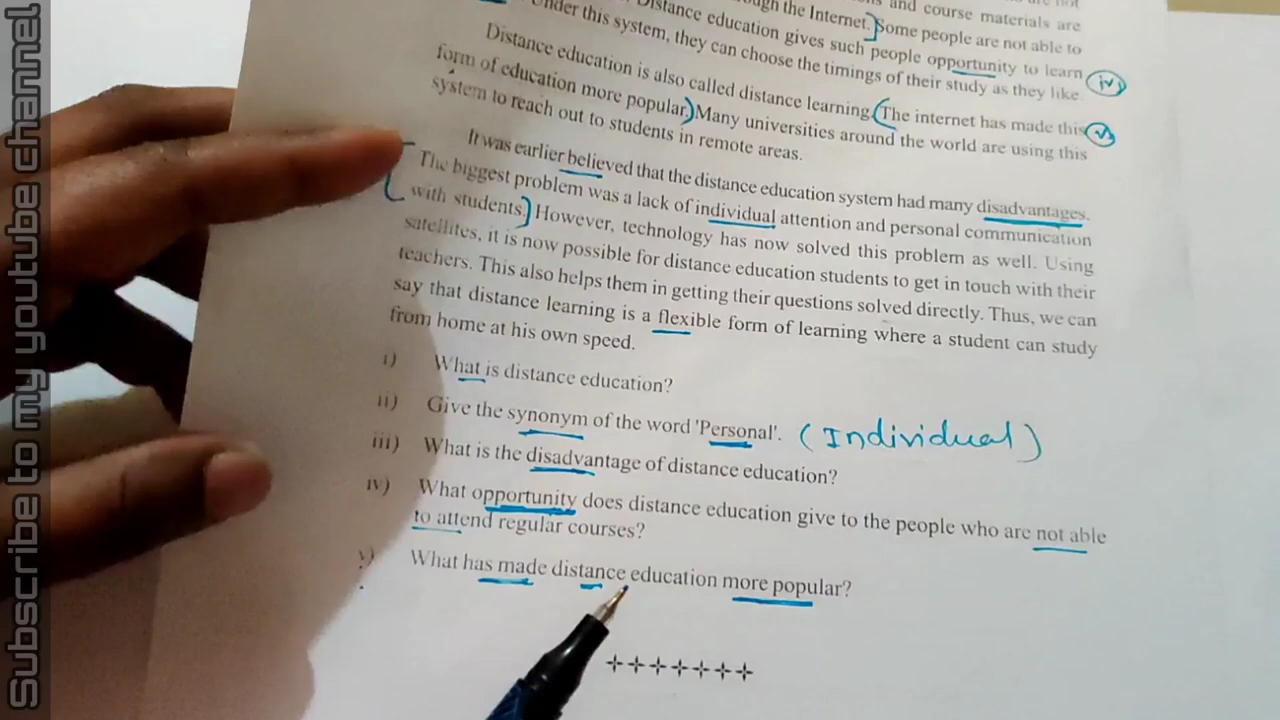 and course materials are
through the Internet. Some people are not able to
Distance education gives such people opportunity to learn
Under this system, they can choose the timings of their study as they like.
iv)
Distance education is also called distance learning. The internet has made this
v)
form of education more popular. Many universities around the world are using this
system to reach out to students in remote areas.
It was earlier believed that the distance education system had many disadvantages.
The biggest problem was a lack of individual attention and personal communication
with students. However, technology has now solved this problem as well. Using
satellites, it is now possible for distance education students to get in touch with their
teachers. This also helps them in getting their questions solved directly. Thus, we can
say that distance learning is a flexible form of learning where a student can study
from home at his own speed.
i) What is distance education?
ii) Give the synonym of the word 'Personal'. (Individual)
iii) What is the disadvantage of distance education?
iv) What opportunity does distance education give to the people who are not able
to attend regular courses?
v) What has made distance education more popular?
+++++++
Subscribe to my youtube channel